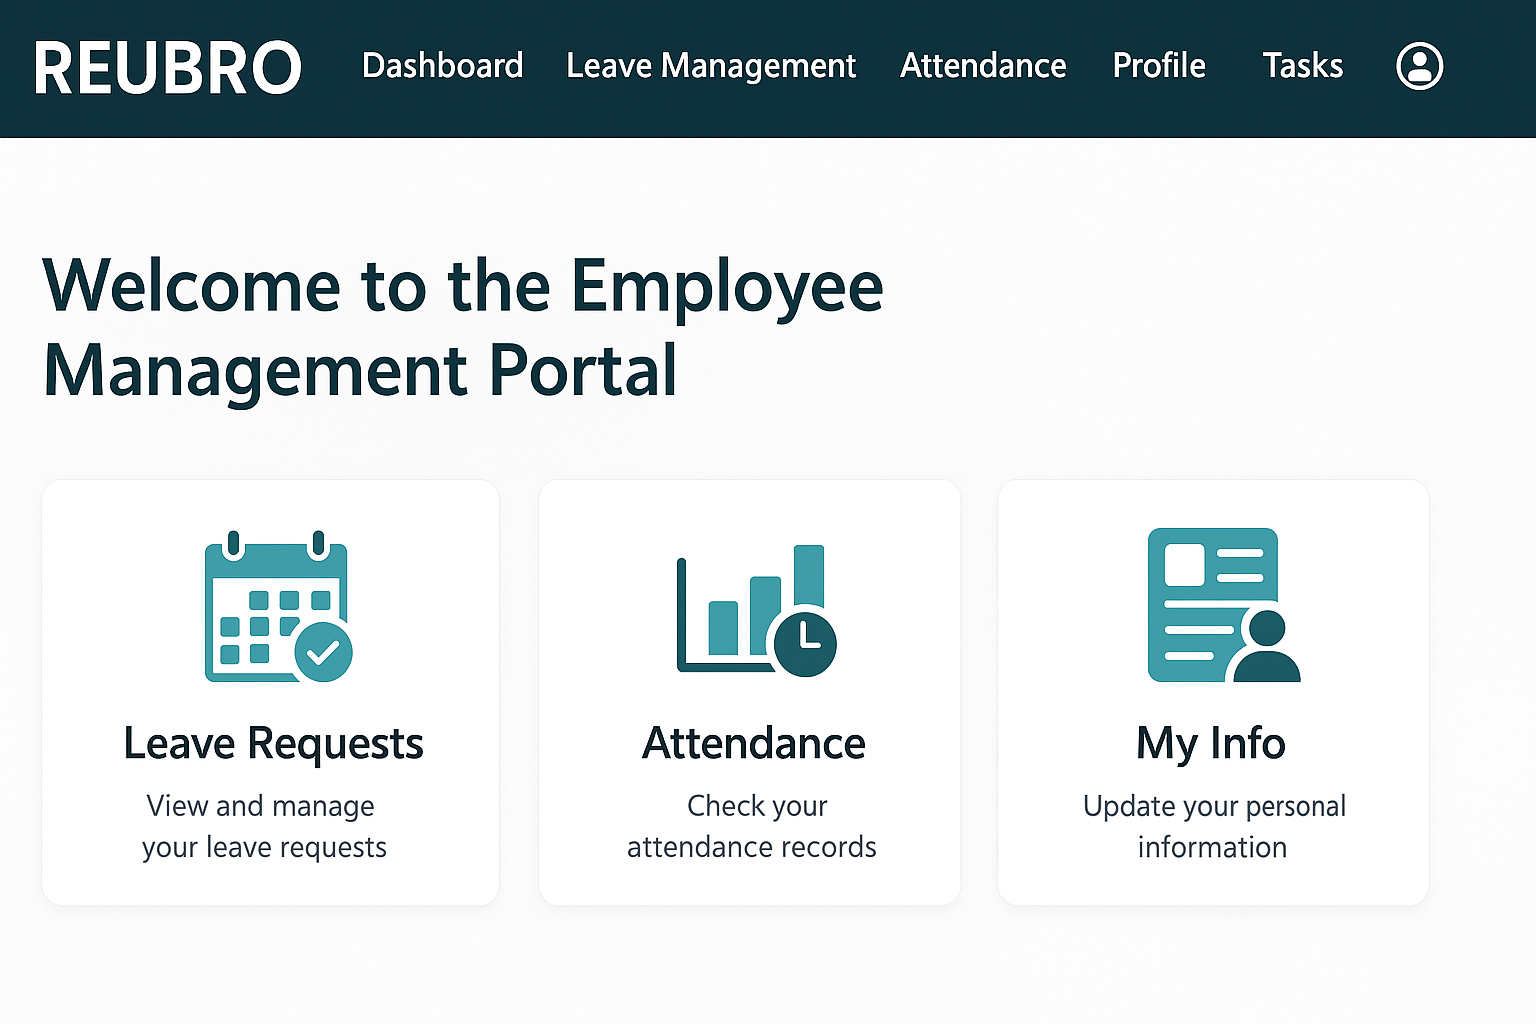 REUBRO Dashboard Leave Management Attendance Profile Tasks
Welcome to the Employee
Management Portal
Leave Requests
View and manage
your leave requests
Attendance
Check your
attendance records
My Info
Update your personal
information